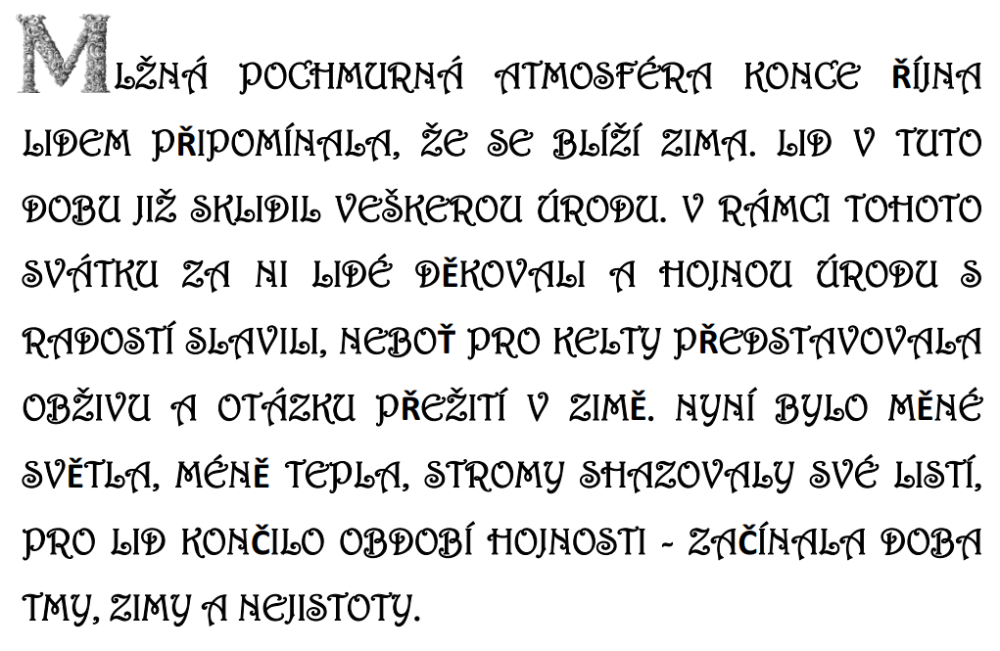 MLŽNÁ POCHMURNÁ ATMOSFÉRA KONCE ŘÍJNA
LIDEM PŘIPOMÍNALA, ŽE SE BLÍŽÍ ZIMA. LID V TUTO
DOBU JIŽ SKLIDIL VEŠKEROU ÚRODU. V RÁMCI TOHOTO
SVÁTKU ZA NI LIDÉ DĚKOVALI A HOJNOU ÚRODU S
RADOSTÍ SLAVILI, NEBOŤ PRO KELTY PŘEDSTAVOVALA
OBŽIVU A OTÁZKU PŘEŽITÍ V ZIMĚ. NYNÍ BYLO MĚNÉ
SVĚTLA, MÉNĚ TEPLA, STROMY SHAZOVALY SVÉ LISTÍ,
PRO LID KONČILO OBDOBÍ HOJNOSTI - ZAČÍNALA DOBA
TMY, ZIMY A NEJISTOTY.